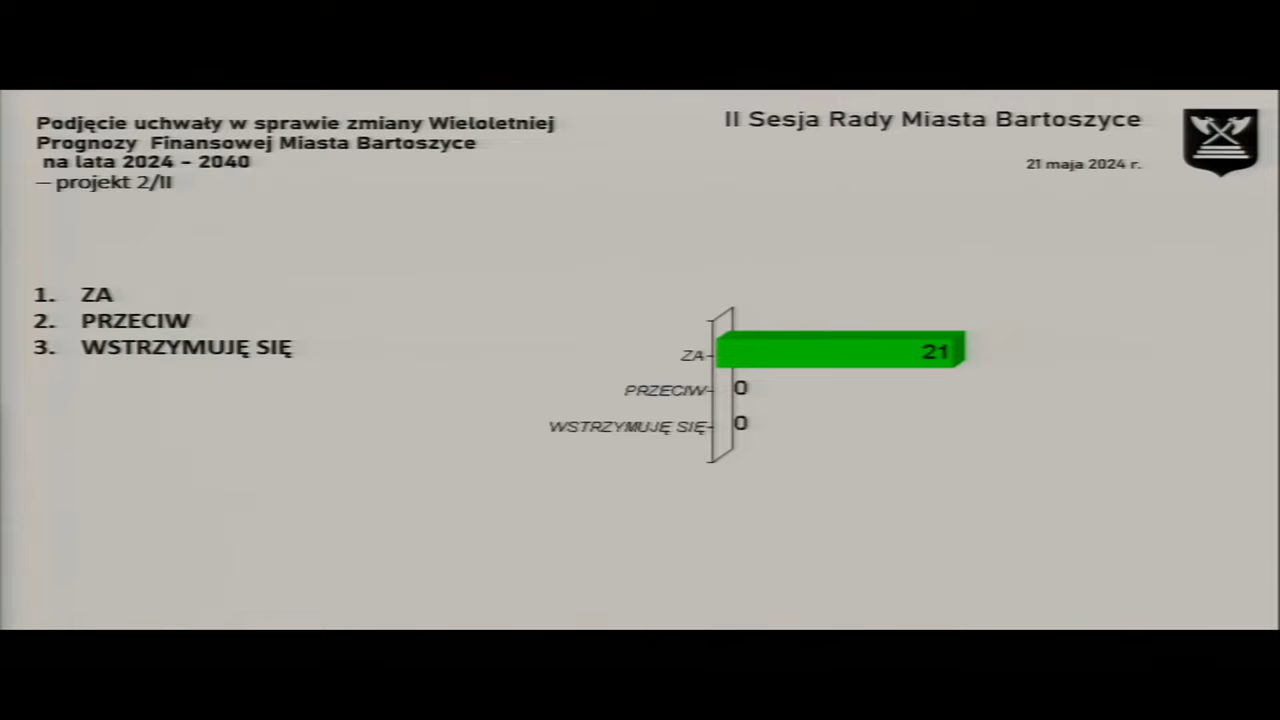 Podjęcie uchwały w sprawie zmiany Wieloletniej
Prognozy Finansowej Miasta Bartoszyce
na lata 2024 - 2040
– projekt 2/II
II Sesja Rady Miasta Bartoszyce
21 maja 2024 r.
1. ZA
2. PRZECIW
3. WSTRZYMUJĘ SIĘ
ZA 21
PRZECIW 0
WSTRZYMUJĘ SIĘ 0